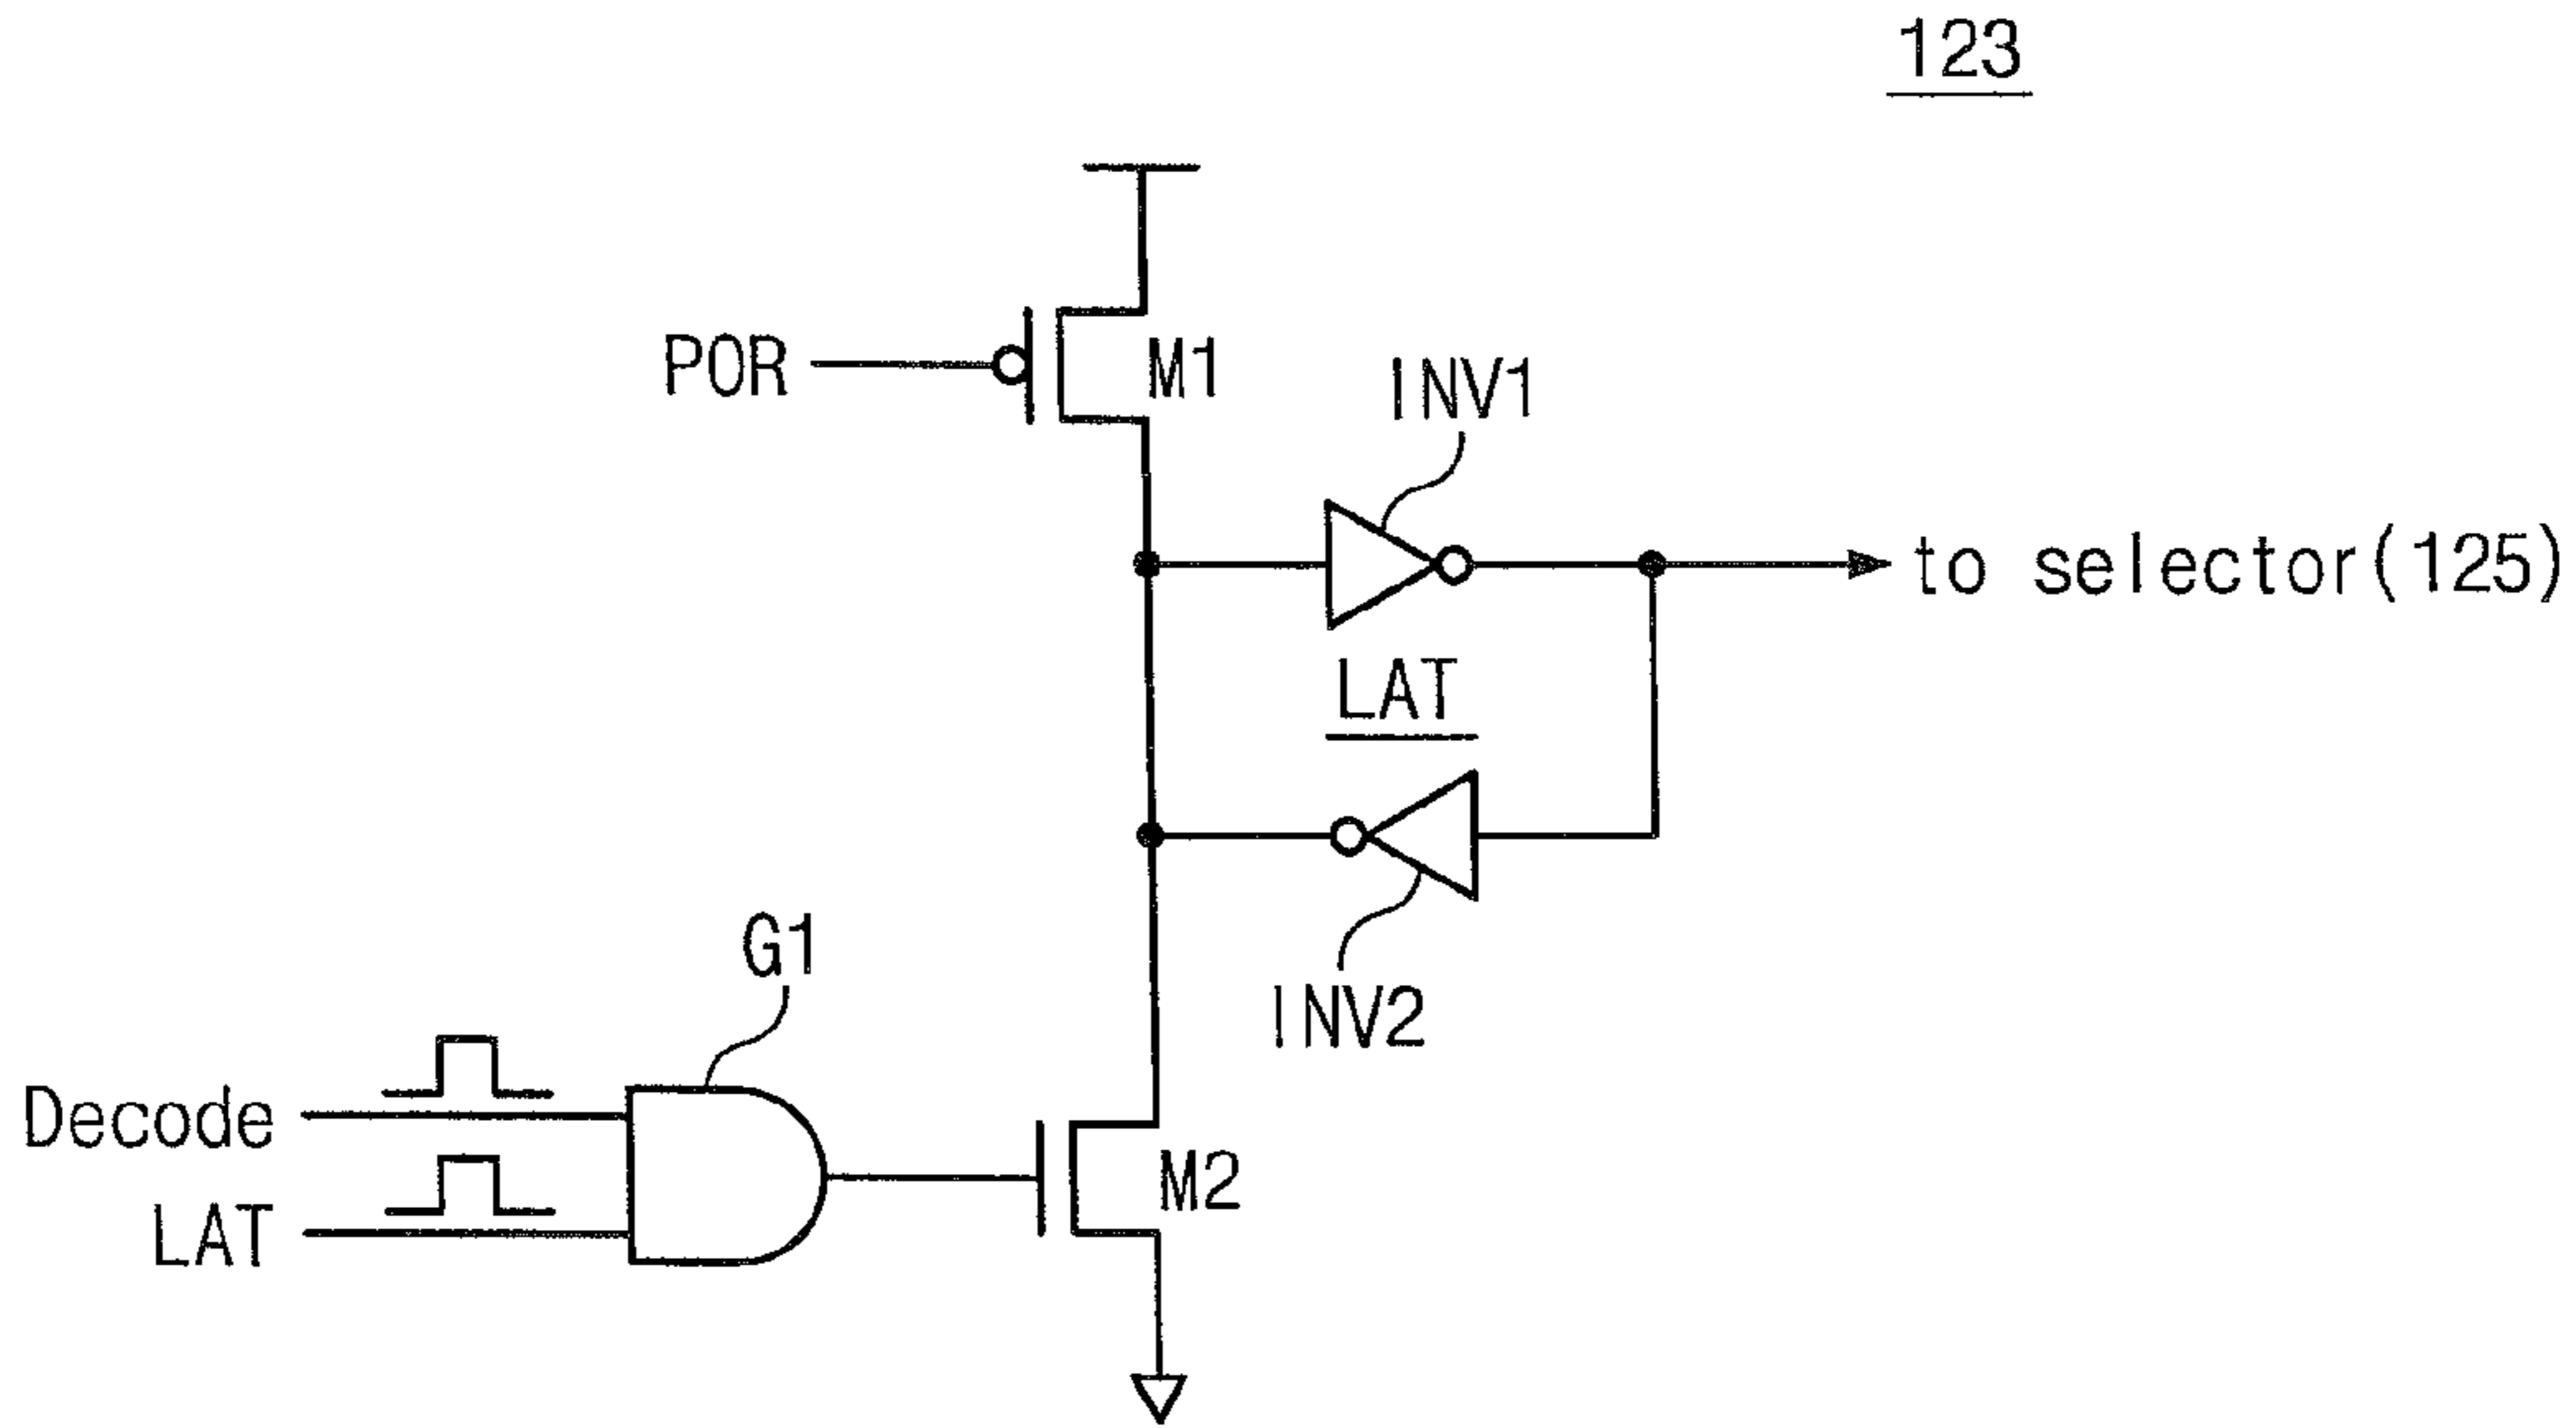 123
POR
M1
INV1
to selector(125)
LAT
G1
INV2
Decode
M2
LAT